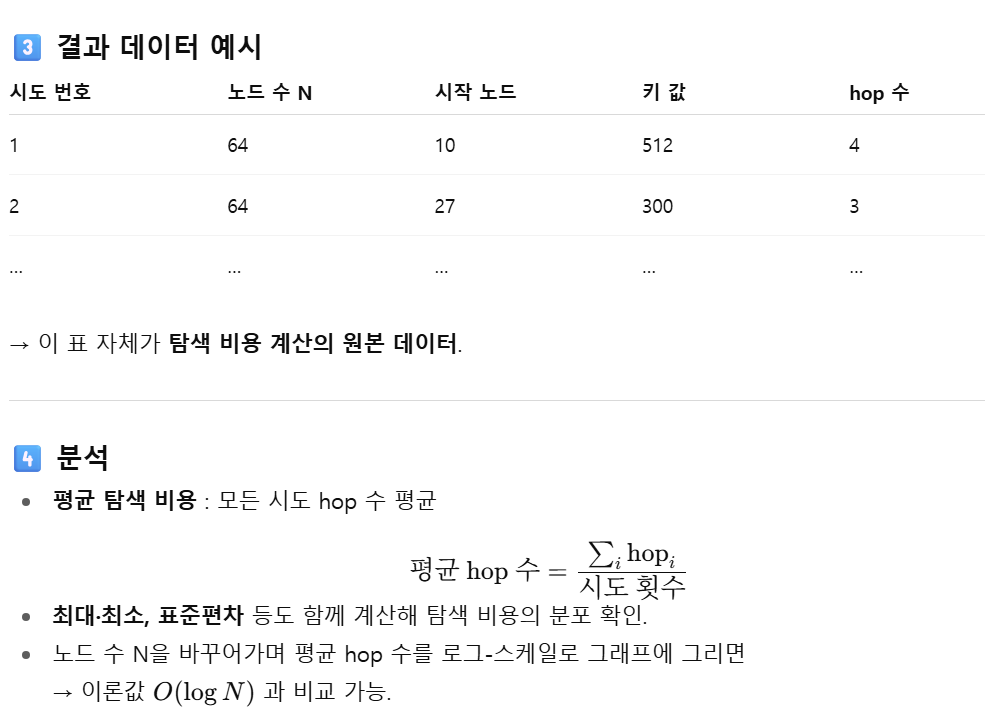 3 결과 데이터 예시
시도 번호 노드 수 N 시작 노드 키 값 hop 수
1 64 10 512 4
2 64 27 300 3
... ... ... ... ...
→ 이 표 자체가 탐색 비용 계산의 원본 데이터.
4 분석
• 평균 탐색 비용 : 모든 시도 hop 수 평균
평균 hop 수 = ∑ᵢ hopᵢ / 시도 횟수
• 최대·최소, 표준편차 등도 함께 계산해 탐색 비용의 분포 확인.
• 노드 수 N을 바꾸어가며 평균 hop 수를 로그-스케일로 그래프에 그리면
→ 이론값 O(log N) 과 비교 가능.